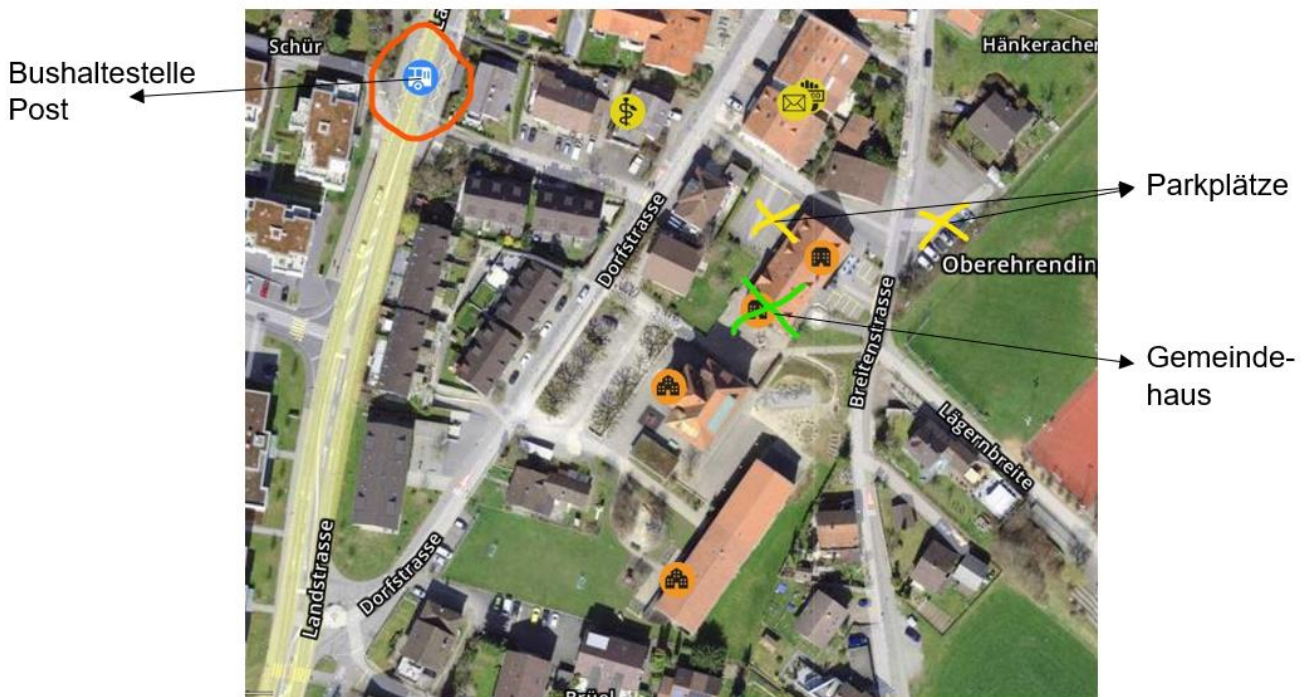 Schür
Hänkeracher
Bushaltestelle
Post
Parkplätze
Dorfstrasse
Oberehrendin
Breitenstrasse
Gemeinde-
haus
Lägernbreite
Landstrasse
Dorfstrasse
Brüel